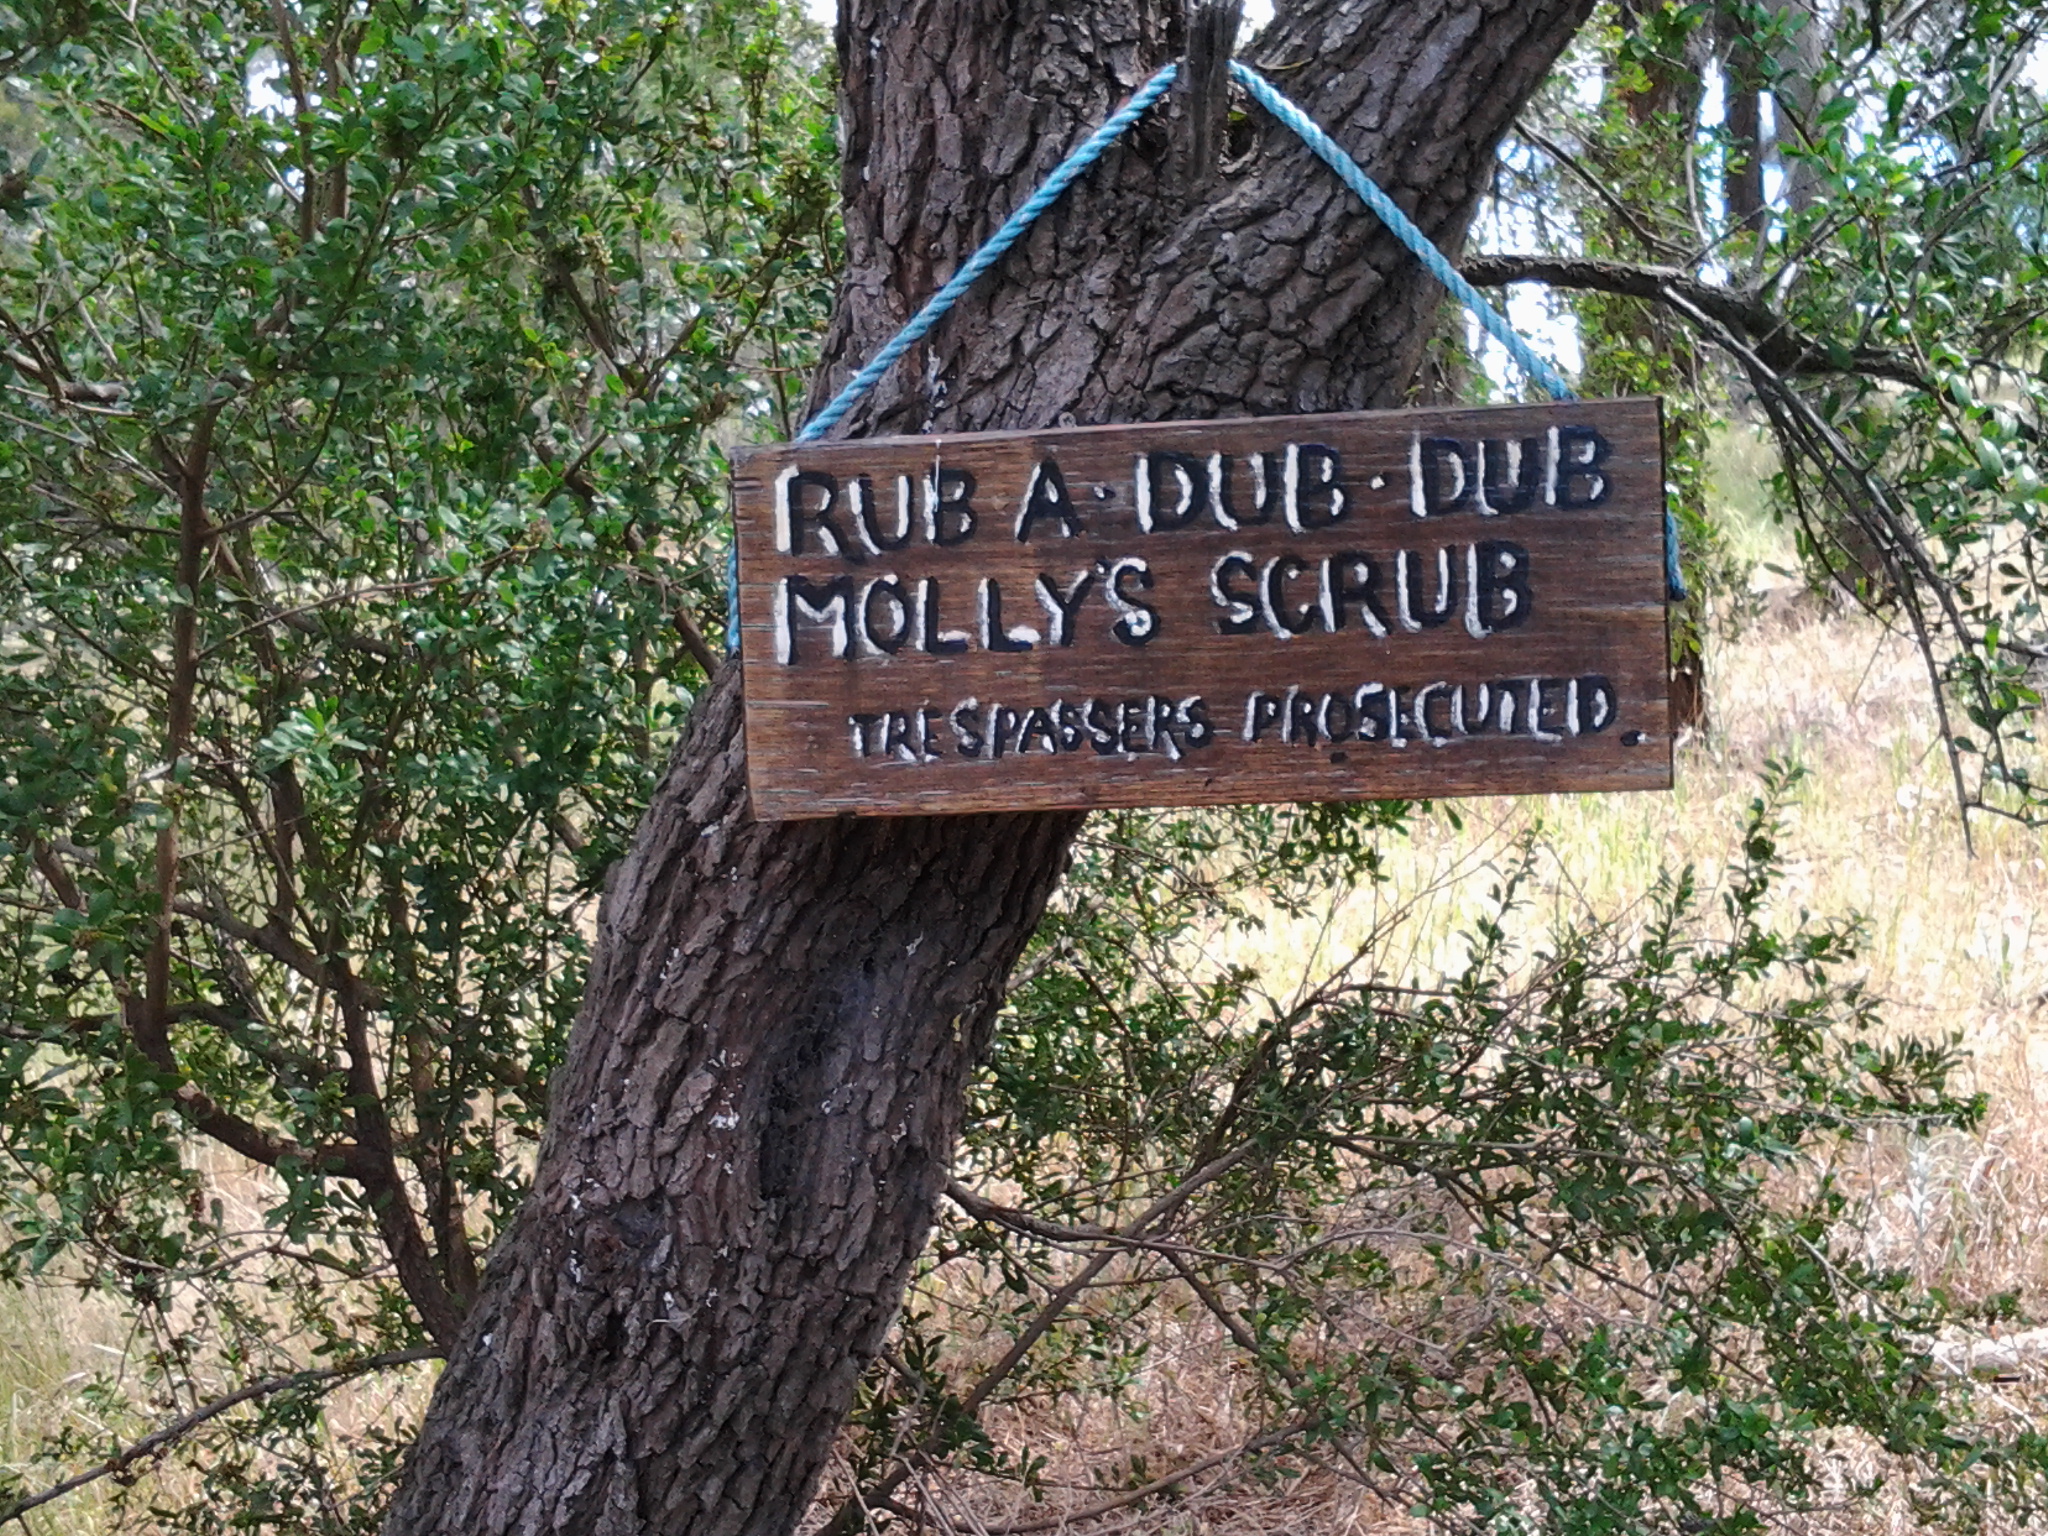 RUB A·DUB·DUB
MOLLY'S SCRUB
TRESPASSERS PROSECUTED.